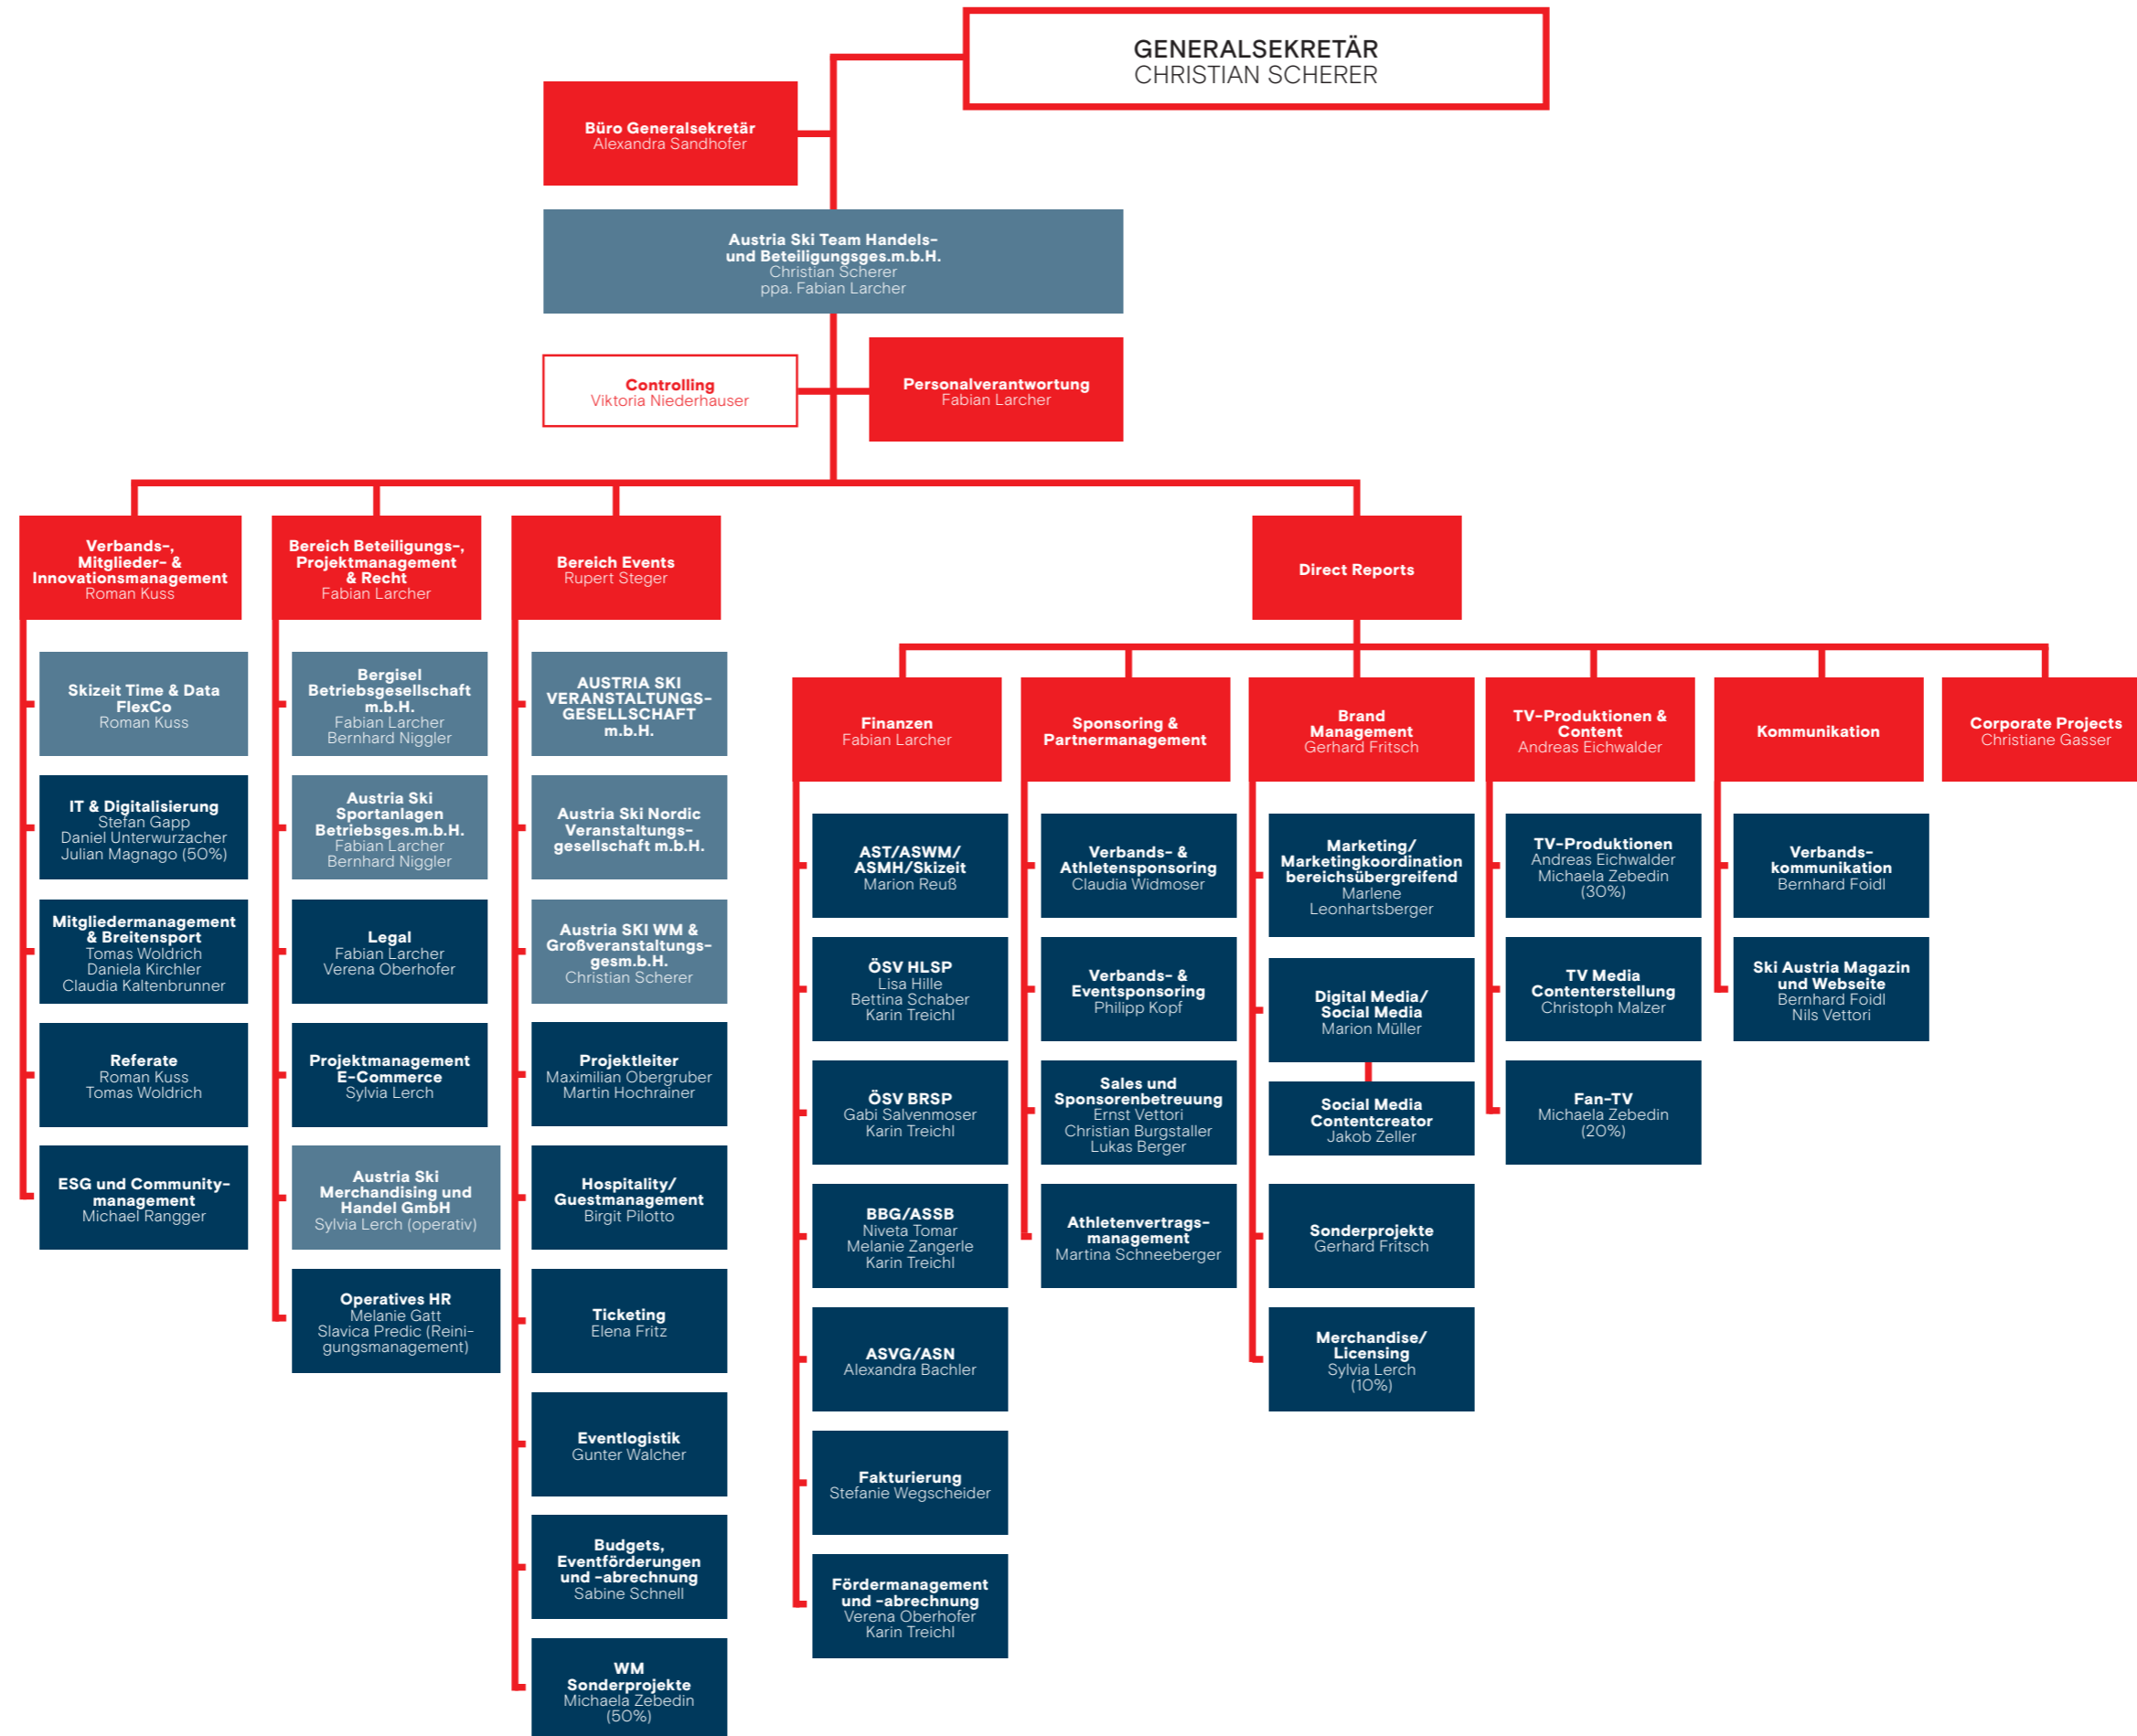 GENERALSEKRETÄR
CHRISTIAN SCHERER
Büro Generalsekretär
Alexandra Sandhofer
Austria Ski Team Handels-
und Beteiligungsges.m.b.H.
Christian Scherer
ppa. Fabian Larcher
Controlling
Viktoria Niederhauser
Personalverantwortung
Fabian Larcher
Verbands-,
Mitglieder- &
Innovationsmanagement
Roman Kuss
Skizeit Time & Data
FlexCo
Roman Kuss
IT & Digitalisierung
Stefan Gapp
Daniel Unterwurzacher
Julian Magnago (50%)
Mitgliedermanagement
& Breitensport
Tomas Woldrich
Daniela Kirchler
Claudia Kaltenbrunner
Referate
Roman Kuss
Tomas Woldrich
ESG und Community-
management
Michael Rangger
Bereich Beteiligungs-,
Projektmanagement
& Recht
Fabian Larcher
Bergisel
Betriebsgesellschaft
m.b.H.
Fabian Larcher
Bernhard Niggler
Austria Ski
Sportanlagen
Betriebsges.m.b.H.
Fabian Larcher
Bernhard Niggler
Legal
Fabian Larcher
Verena Oberhofer
Projektmanagement
E-Commerce
Sylvia Lerch
Austria Ski
Merchandising und
Handel GmbH
Sylvia Lerch (operativ)
Operatives HR
Melanie Gatt
Slavica Predic (Reini-
gungsmanagement)
Bereich Events
Rupert Steger
AUSTRIA SKI
VERANSTALTUNGS-
GESELLSCHAFT
m.b.H.
Austria Ski Nordic
Veranstaltungs-
gesellschaft m.b.H.
Austria SKI WM &
Großveranstaltungs-
gesm.b.H.
Christian Scherer
Projektleiter
Maximilian Obergruber
Martin Hochrainer
Hospitality/
Guestmanagement
Birgit Pilotto
Ticketing
Elena Fritz
Eventlogistik
Gunter Walcher
Budgets,
Eventförderungen
und -abrechnung
Sabine Schnell
WM
Sonderprojekte
Michaela Zebedin
(50%)
Direct Reports
Finanzen
Fabian Larcher
AST/ASWM/
ASMH/Skizeit
Marion Reuß
ÖSV HLSP
Lisa Hille
Bettina Schaber
Karin Treichl
ÖSV BRSP
Gabi Salvenmoser
Karin Treichl
BBG/ASSB
Niveta Tomar
Melanie Zangerle
Karin Treichl
ASVG/ASN
Alexandra Bachler
Fakturierung
Stefanie Wegscheider
Fördermanagement
und -abrechnung
Verena Oberhofer
Karin Treichl
Sponsoring &
Partnermanagement
Verbands- &
Athletensponsoring
Claudia Widmoser
Verbands- &
Eventsponsoring
Philipp Kopf
Sales und
Sponsorenbetreuung
Ernst Vettori
Christian Burgstaller
Lukas Berger
Athletenvertrags-
management
Martina Schneeberger
Brand
Management
Gerhard Fritsch
Marketing/
Marketingkoordination
bereichsübergreifend
Marlene
Leonhartsberger
Digital Media/
Social Media
Marion Müller
Social Media
Contentcreator
Jakob Zeller
Sonderprojekte
Gerhard Fritsch
Merchandise/
Licensing
Sylvia Lerch
(10%)
TV-Produktionen &
Content
Andreas Eichwalder
TV-Produktionen
Andreas Eichwalder
Michaela Zebedin
(30%)
TV Media
Contenterstellung
Christoph Malzer
Fan-TV
Michaela Zebedin
(20%)
Kommunikation
Verbands-
kommunikation
Bernhard Foidl
Ski Austria Magazin
und Webseite
Bernhard Foidl
Nils Vettori
Corporate Projects
Christiane Gasser